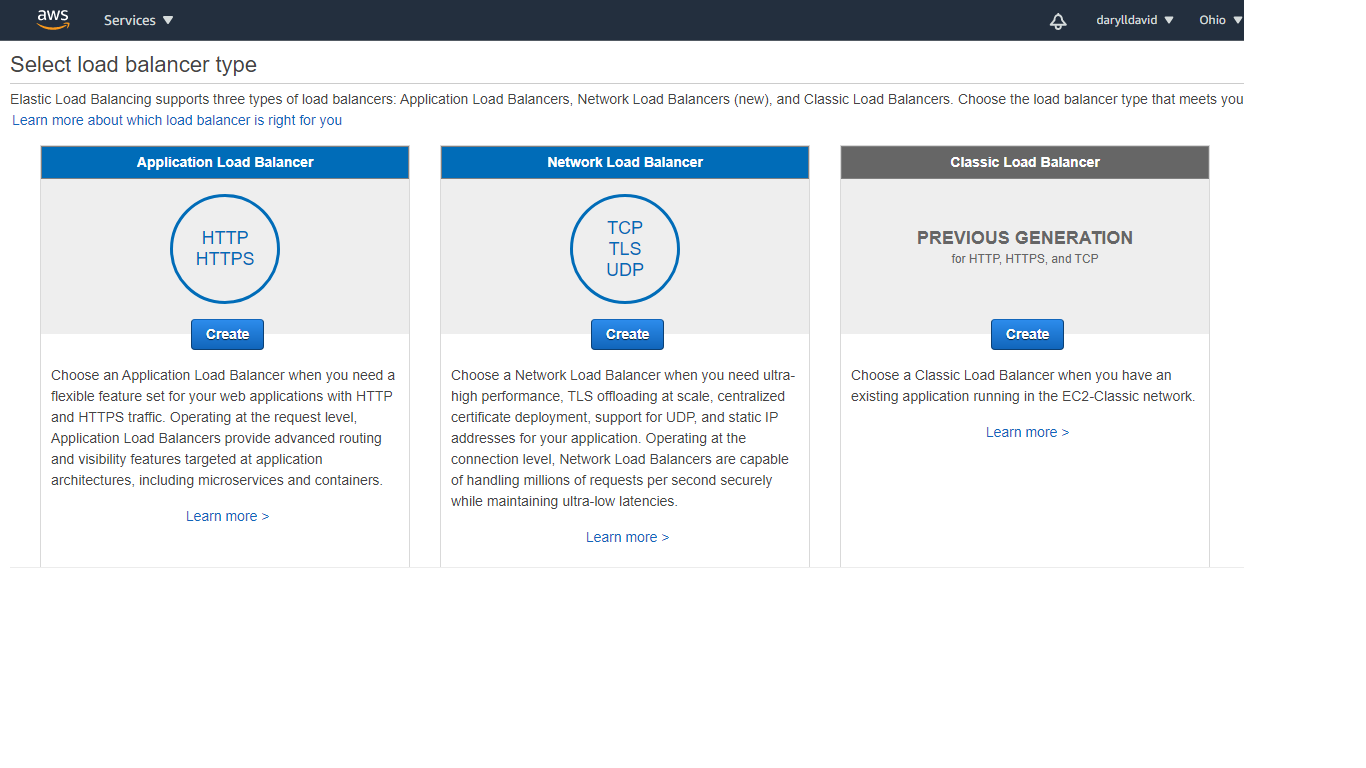 aws Services darylldavid Ohio
Select load balancer type
Elastic Load Balancing supports three types of load balancers: Application Load Balancers, Network Load Balancers (new), and Classic Load Balancers. Choose the load balancer type that meets you
Learn more about which load balancer is right for you
Application Load Balancer
HTTP
HTTPS
Create
Choose an Application Load Balancer when you need a
flexible feature set for your web applications with HTTP
and HTTPS traffic. Operating at the request level,
Application Load Balancers provide advanced routing
and visibility features targeted at application
architectures, including microservices and containers.
Learn more >
Network Load Balancer
TCP
TLS
UDP
Create
Choose a Network Load Balancer when you need ultra-
high performance, TLS offloading at scale, centralized
certificate deployment, support for UDP, and static IP
addresses for your application. Operating at the
connection level, Network Load Balancers are capable
of handling millions of requests per second securely
while maintaining ultra-low latencies.
Learn more >
Classic Load Balancer
PREVIOUS GENERATION
for HTTP, HTTPS, and TCP
Create
Choose a Classic Load Balancer when you have an
existing application running in the EC2-Classic network.
Learn more >